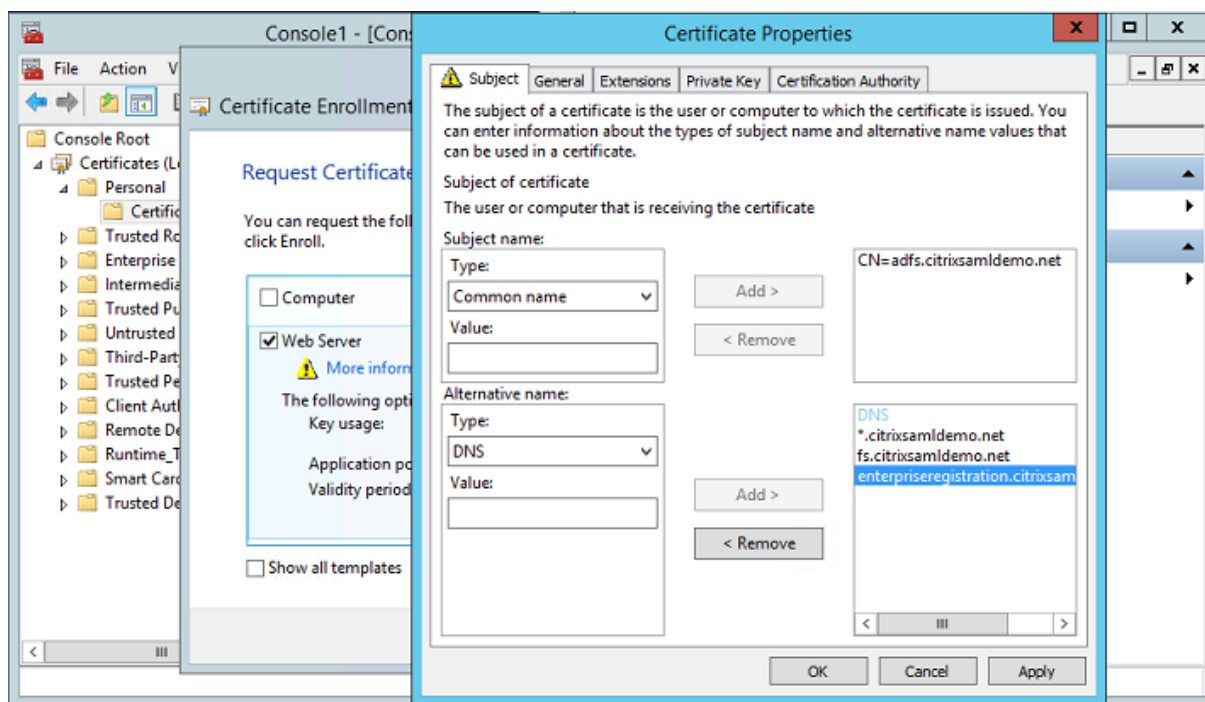 Console1 - [Con
File Action V
Console Root
Certificates (L
Personal
Certific
Trusted Ro
Enterprise
Intermedia
Trusted Pu
Untrusted
Third-Part
Trusted Pe
Client Auth
Remote De
Runtime_T
Smart Card
Trusted De
Certificate Enrollment
Request Certificate
You can request the foll
click Enroll.
Computer
Web Server
More inform
The following opti
Key usage:
Application po
Validity period
Show all templates
Certificate Properties
Subject
General
Extensions
Private Key
Certification Authority
The subject of a certificate is the user or computer to which the certificate is issued. You
can enter information about the types of subject name and alternative name values that
can be used in a certificate.
Subject of certificate
The user or computer that is receiving the certificate
Subject name:
Type:
Common name
Value:
Add >
< Remove
CN=adfs.citrixsamldemo.net
Alternative name:
Type:
DNS
Value:
Add >
< Remove
DNS
*.citrixsamldemo.net
fs.citrixsamldemo.net
enterpriseregistration.citrixsam
OK
Cancel
Apply